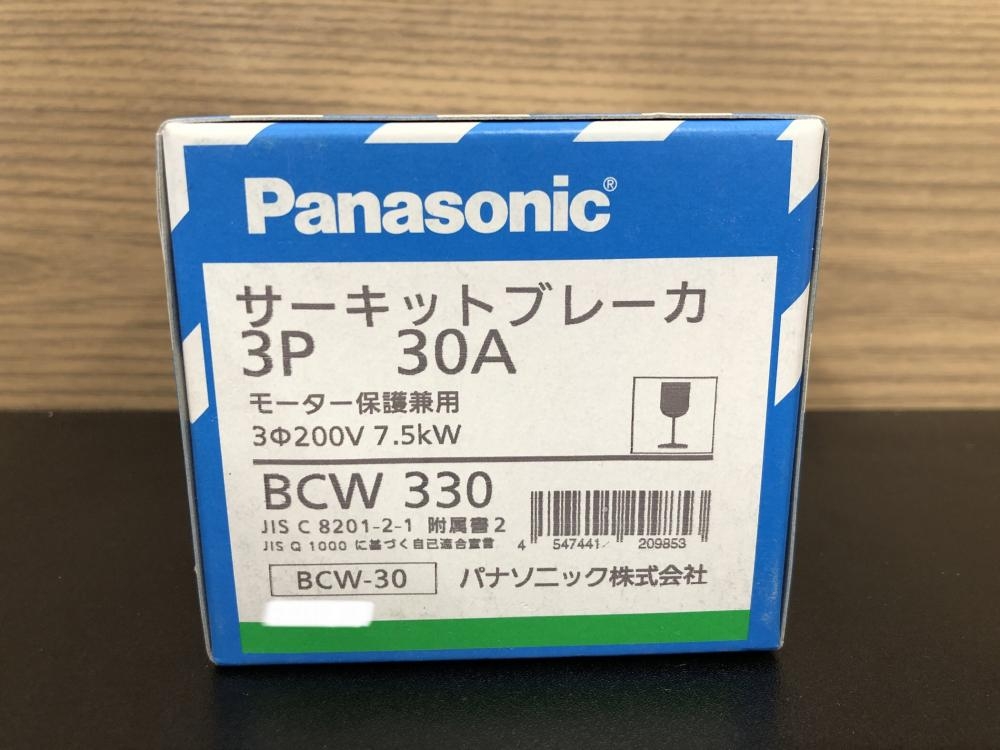 Panasonic®
サーキットブレーカ
3P 30A
モーター保護兼用
3Φ200V 7.5kW
BCW 330
JIS C 8201-2-1 附属書2
JIS Q 1000 に基づく自己適合宣言
4 547441 209853
BCW-30 パナソニック株式会社